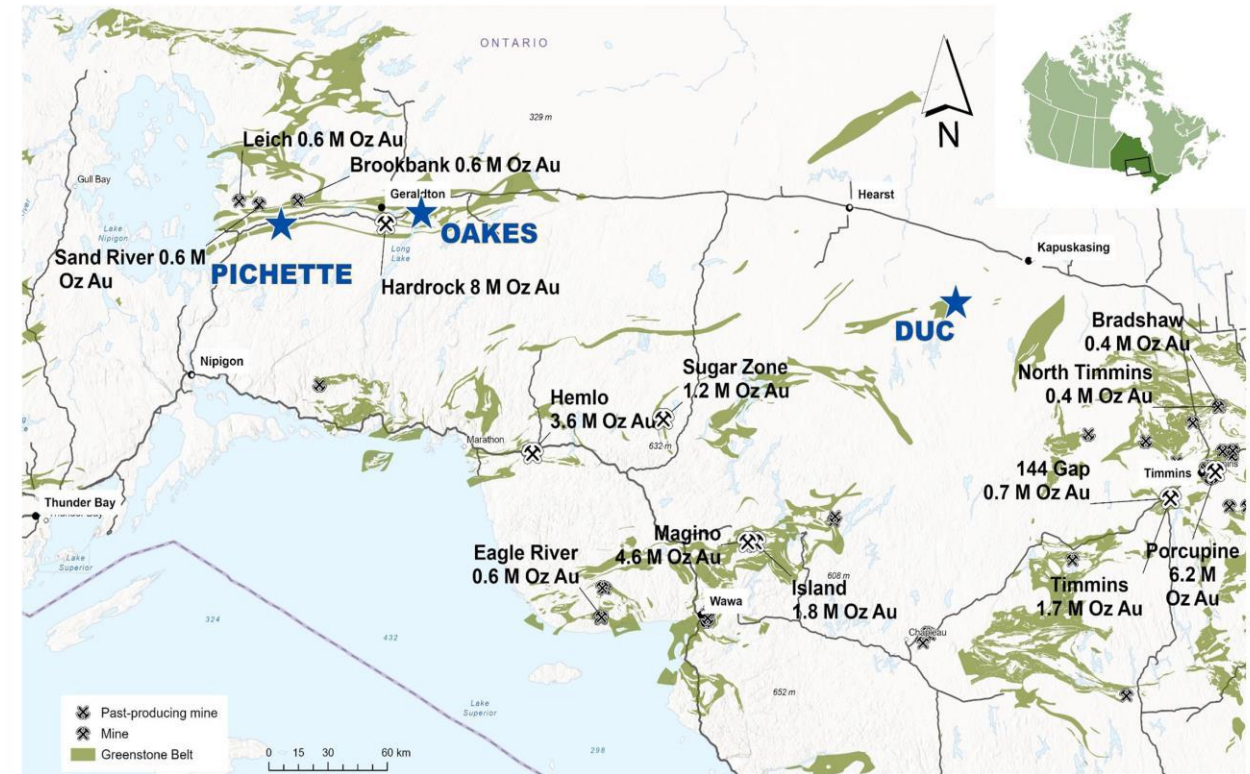 ONTARIO
N
329 m
Leich 0.6 M Oz Au
Brookbank 0.6 M Oz Au
Gull Bay
Geraldton
Hearst
Lake
Nipigon
OAKES
Kapuskasing
Sand River 0.6 M
Oz Au
PICHETTE
Long
Lake
Hardrock 8 M Oz Au
DUC
Bradshaw
0.4 M Oz Au
Nipigon
Sugar Zone
1.2 M Oz Au
North Timmins
0.4 M Oz Au
Hemlo
3.6 M Oz Au
Marathon
632 m
144 Gap
0.7 M Oz Au
Timmins
Thunder Bay
Magino
4.6 M Oz Au
Eagle River
0.6 M Oz Au
Porcupine
6.2 M
Oz Au
Lake
Superior
Island
1.8 M Oz Au
608 m
Timmins
1.7 M Oz Au
Wawa
324
432
Chapleau
652 m
Lake
Superior
298
Past-producing mine
Mine
Greenstone Belt
0 15 30 60 km